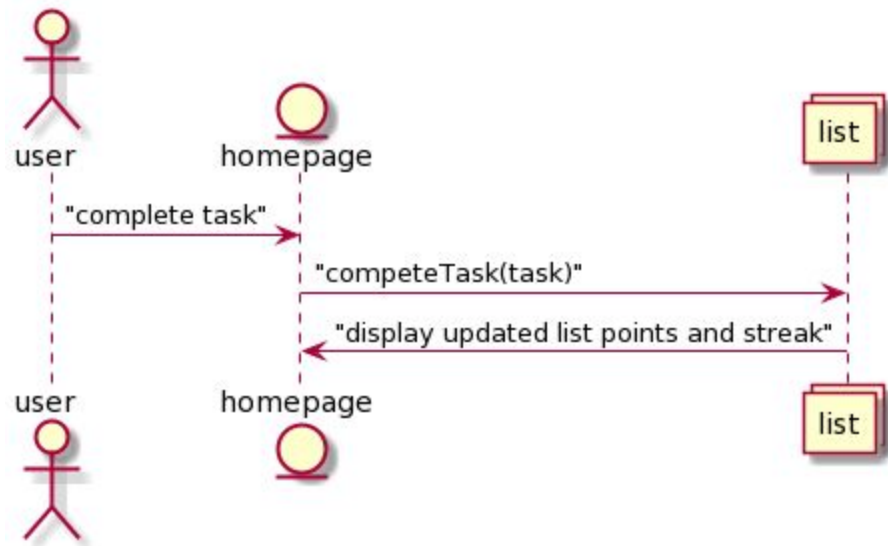 user
homepage
list
"complete task"
"competeTask(task)"
"display updated list points and streak"
user
homepage
list